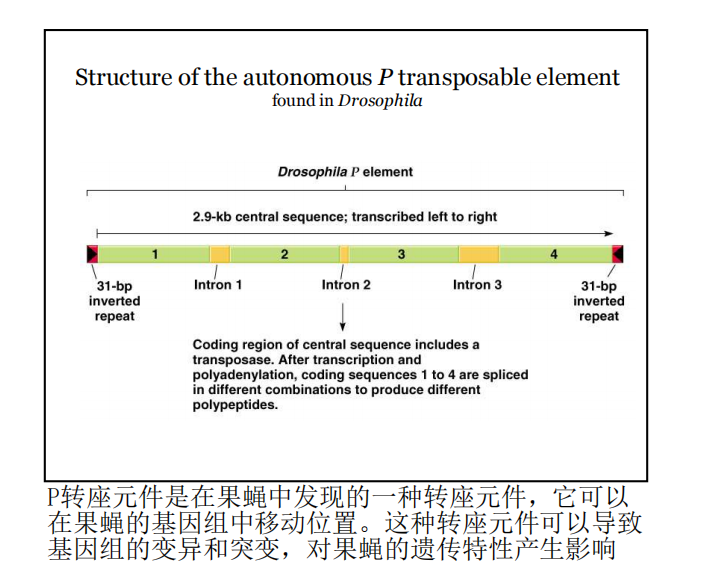 Structure of the autonomous P transposable element
found in Drosophila
Drosophila P element
2.9-kb central sequence; transcribed left to right
1 2 3 4
31-bp
inverted
repeat
Intron 1
Intron 2
Intron 3
31-bp
inverted
repeat
Coding region of central sequence includes a
transposase. After transcription and
polyadenylation, coding sequences 1 to 4 are spliced
in different combinations to produce different
polypeptides.
P转座元件是在果蝇中发现的一种转座元件，它可以
在果蝇的基因组中移动位置。这种转座元件可以导致
基因组的变异和突变，对果蝇的遗传特性产生影响